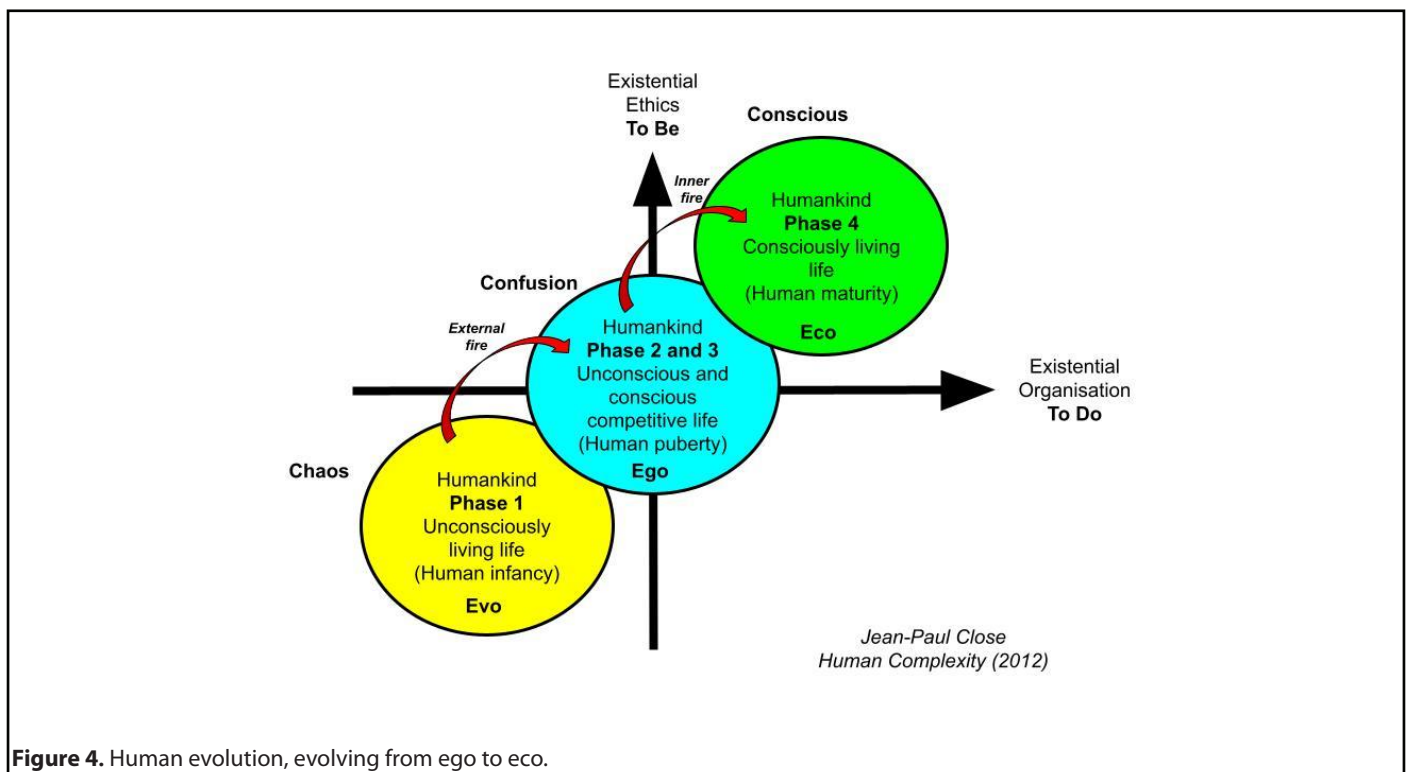 Existential
Ethics
To Be
Conscious
Inner
fire
Humankind
Phase 4
Consciously living
life
(Human maturity)
Eco
Confusion
External
fire
Humankind
Phase 2 and 3
Unconscious and
conscious
competitive life
(Human puberty)
Ego
Existential
Organisation
To Do
Chaos
Humankind
Phase 1
Unconsciously
living life
(Human infancy)
Evo
Jean-Paul Close
Human Complexity (2012)
Figure 4. Human evolution, evolving from ego to eco.